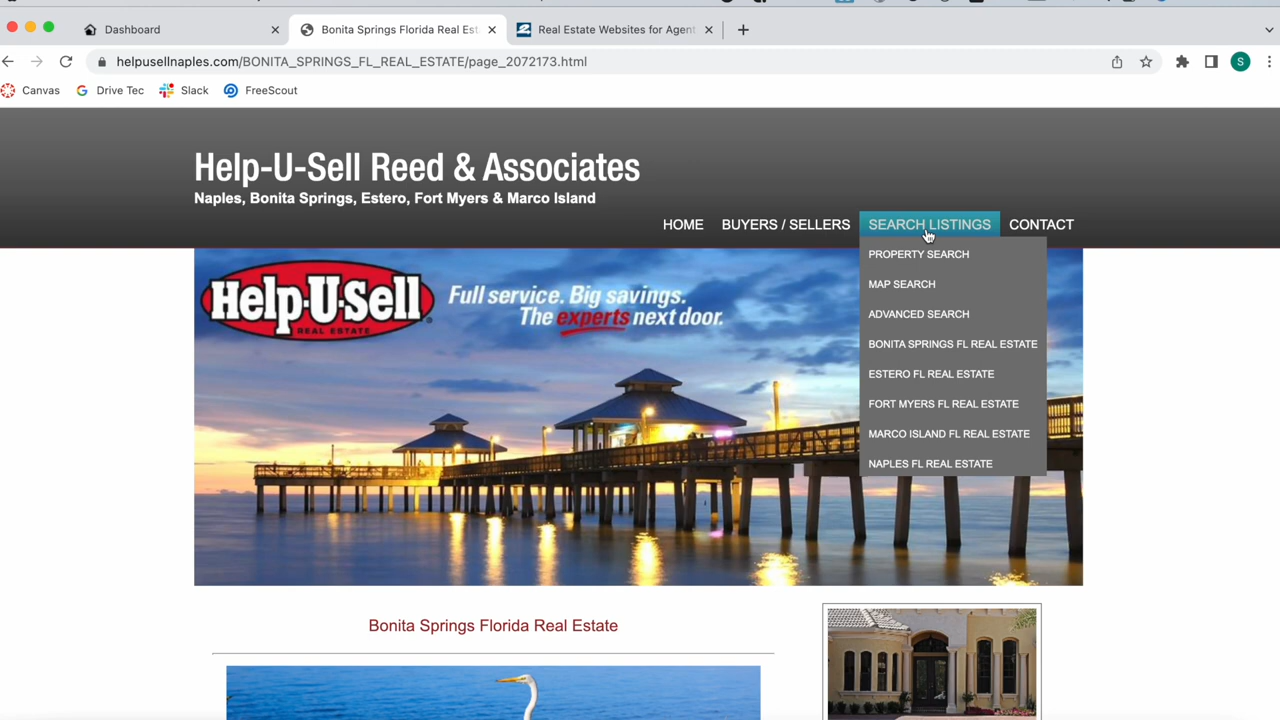 Dashboard
Bonita Springs Florida Real Est
Real Estate Websites for Agent
helpusellnaples.com/BONITA_SPRINGS_FL_REAL_ESTATE/page_2072173.html
S
Canvas
Drive Tec
Slack
FreeScout
Help-U-Sell Reed & Associates
Naples, Bonita Springs, Estero, Fort Myers & Marco Island
HOME BUYERS / SELLERS SEARCH LISTINGS CONTACT
PROPERTY SEARCH
MAP SEARCH
ADVANCED SEARCH
BONITA SPRINGS FL REAL ESTATE
ESTERO FL REAL ESTATE
FORT MYERS FL REAL ESTATE
MARCO ISLAND FL REAL ESTATE
NAPLES FL REAL ESTATE
Help-U-Sell
REAL ESTATE
Full service. Big savings.
The experts next door.
Bonita Springs Florida Real Estate